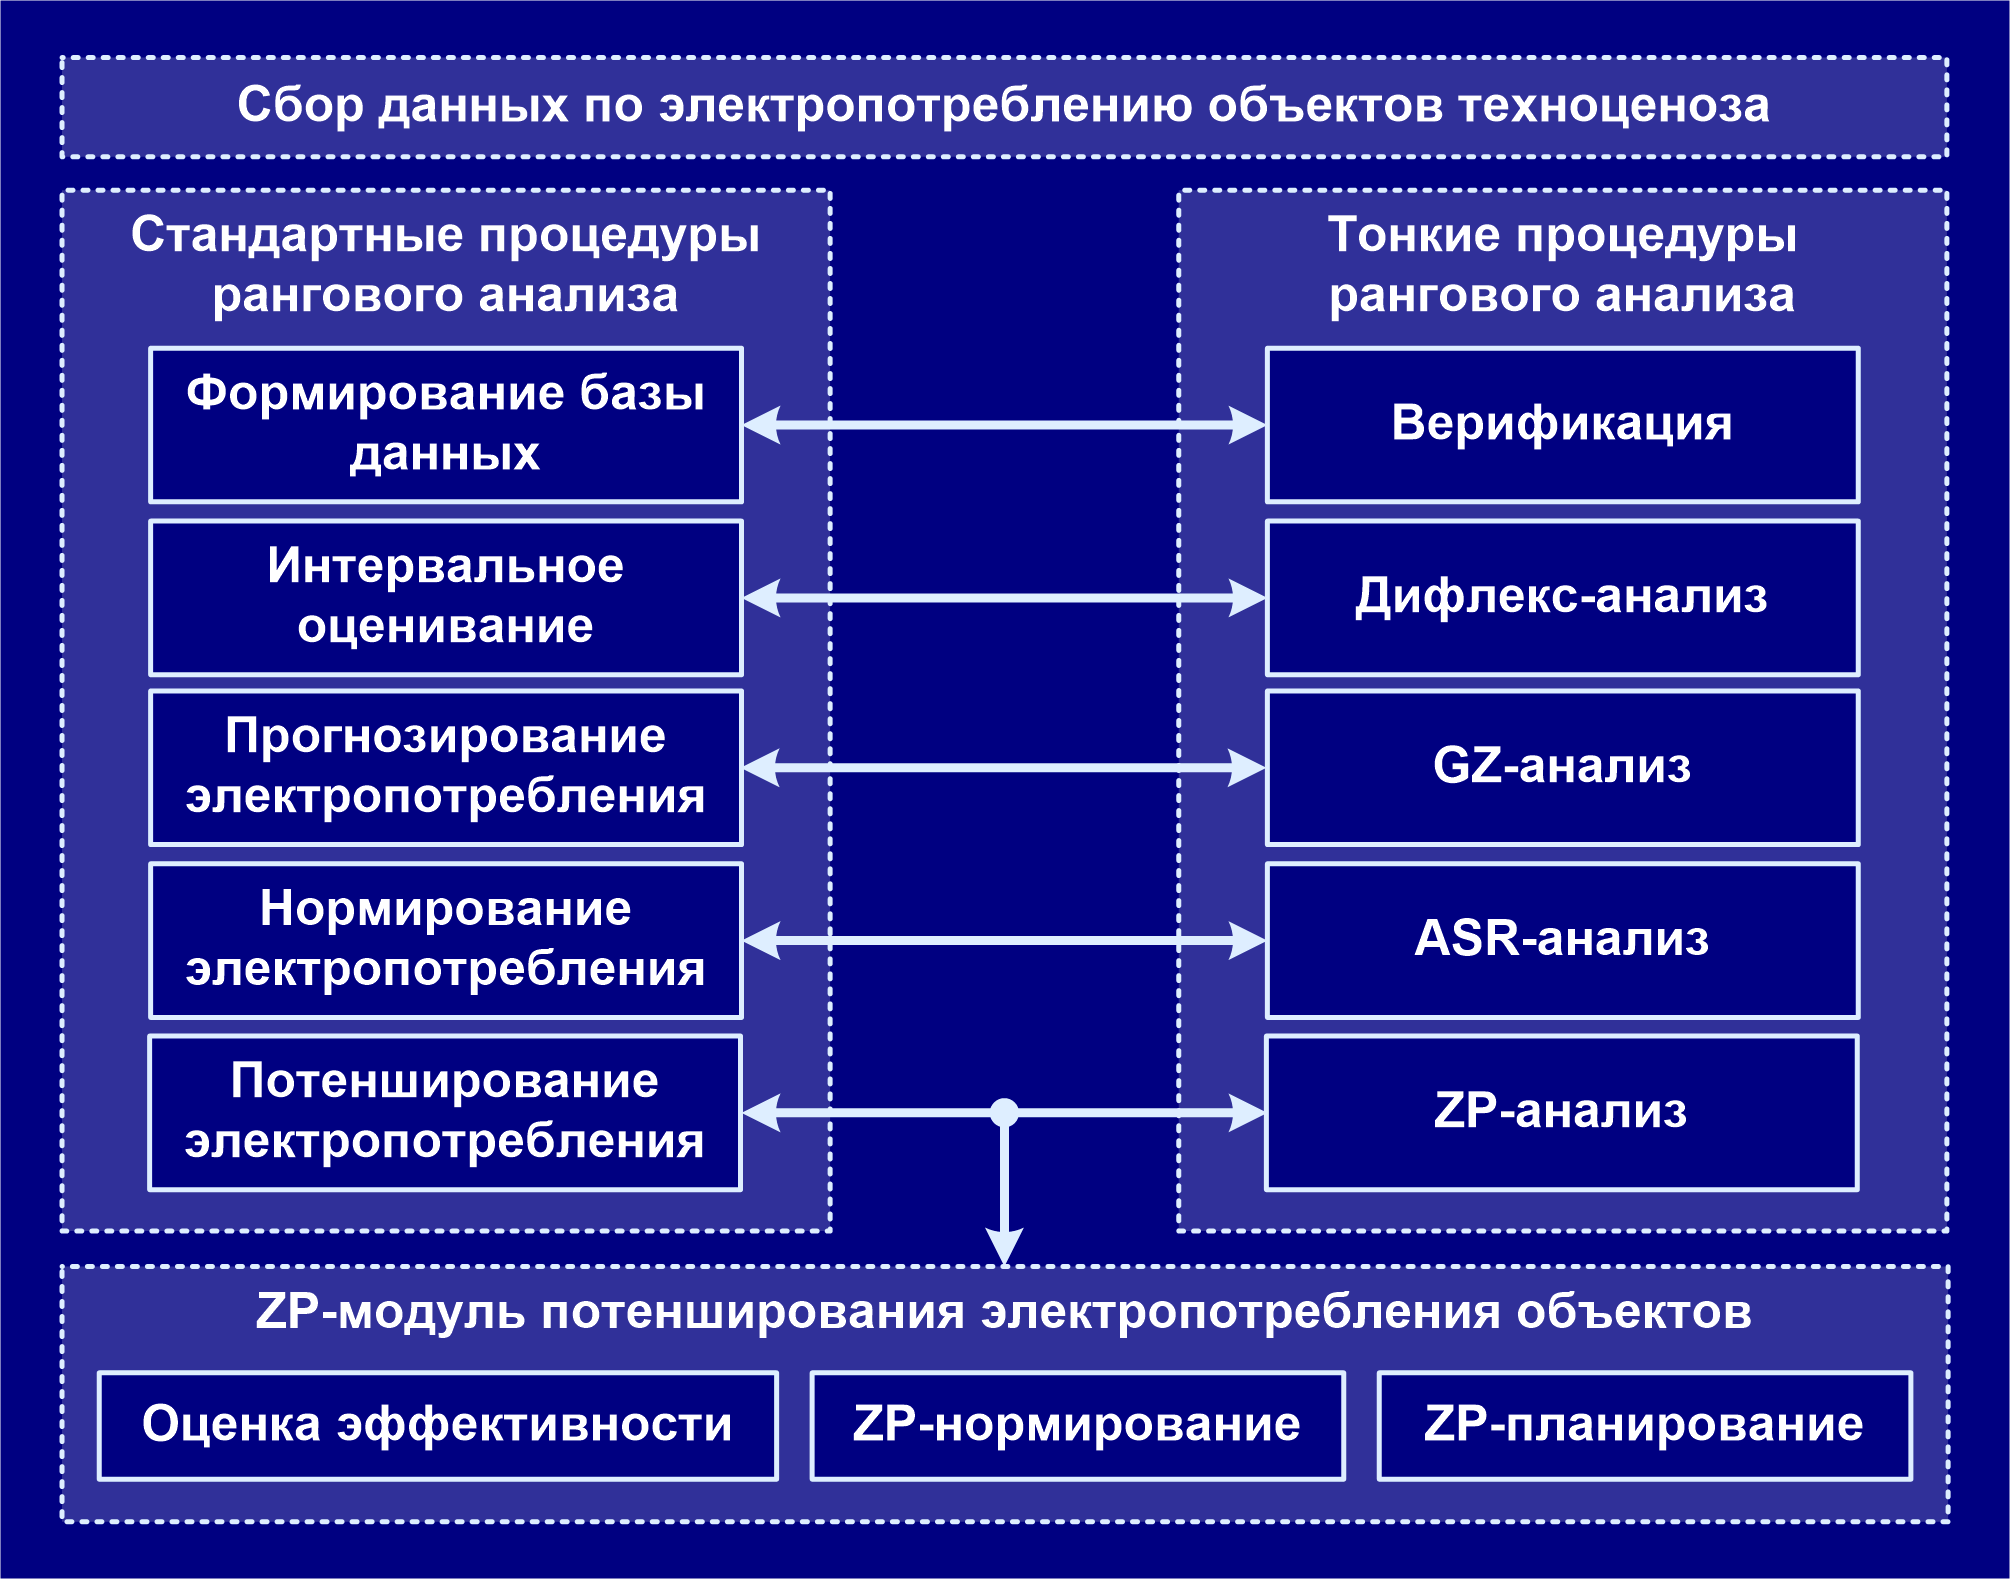 Сбор данных по электропотреблению объектов техноценоза
Стандартные процедуры
рангового анализа
Формирование базы
данных
Интервальное
оценивание
Прогнозирование
электропотребления
Нормирование
электропотребления
Потенширование
электропотребления
Тонкие процедуры
рангового анализа
Верификация
Дифлекс-анализ
GZ-анализ
ASR-анализ
ZP-анализ
ZP-модуль потенширования электропотребления объектов
Оценка эффективности
ZP-нормирование
ZP-планирование